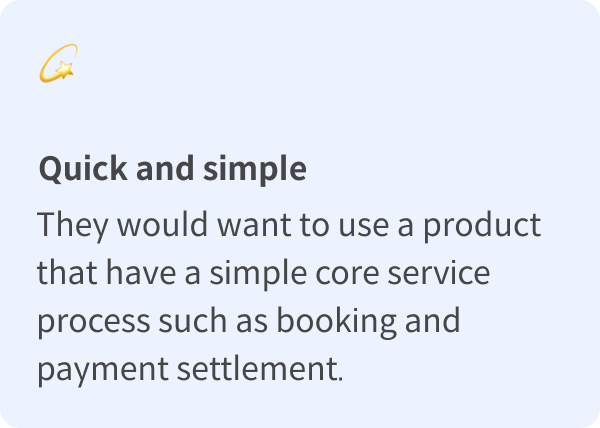 Quick and simple
They would want to use a product
that have a simple core service
process such as booking and
payment settlement.